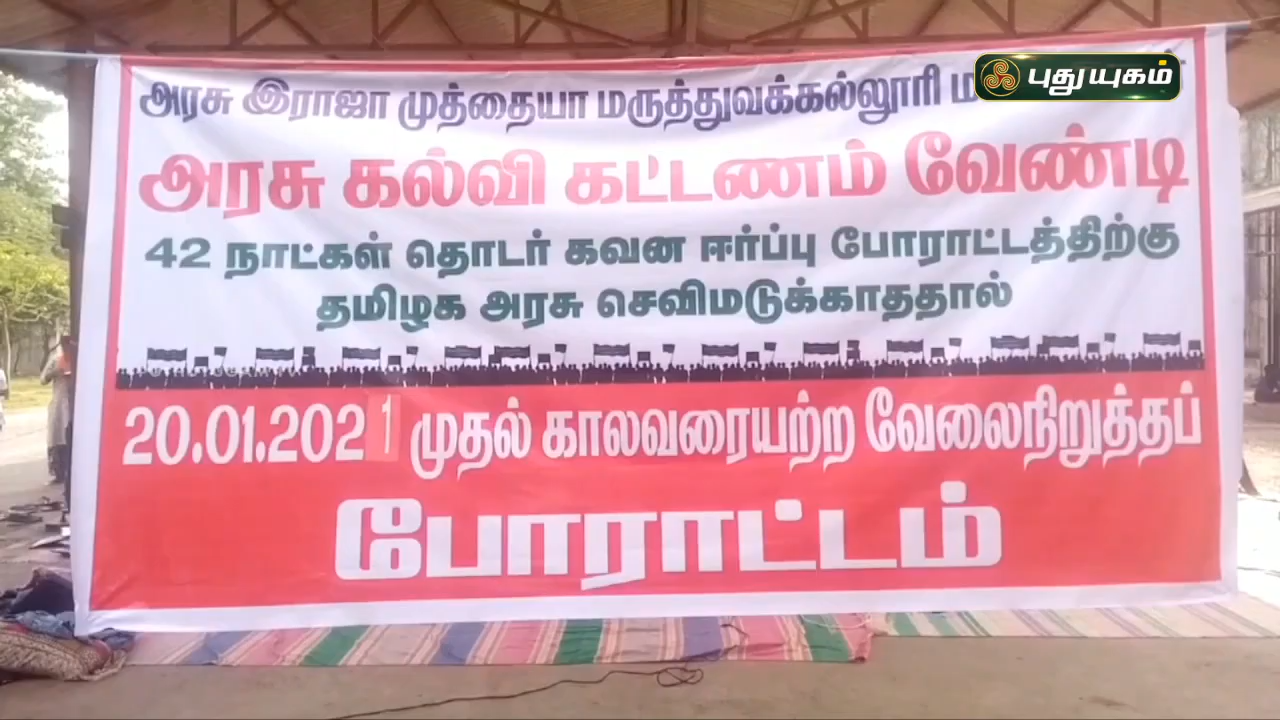 புதுயுகம்
அரசு இராஜா முத்தையா மருத்துவக்கல்லூரி
அரசு கல்வி கட்டணம் வேண்டி
42 நாட்கள் தொடர் கவன ஈர்ப்பு போராட்டத்திற்கு
தமிழக அரசு செவிமடுக்காததால்
20.01.2021 முதல் காலவரையற்ற வேலைநிறுத்தப்
போராட்டம்